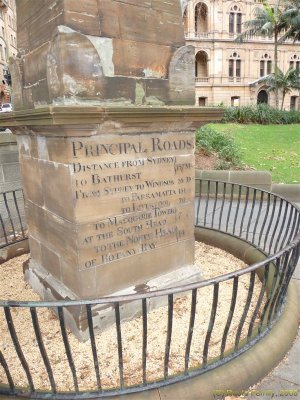 PRINCIPAL ROADS
DISTANCE FROM SYDNEY
TO BATHURST
FROM SYDNEY TO WINDSOR
TO PARRAMATTA
TO LIVERPOOL
TO MACQUARIE TOWER
AT THE SOUTH HEAD
TO THE NORTH HEAD
OF BOTANY BAY